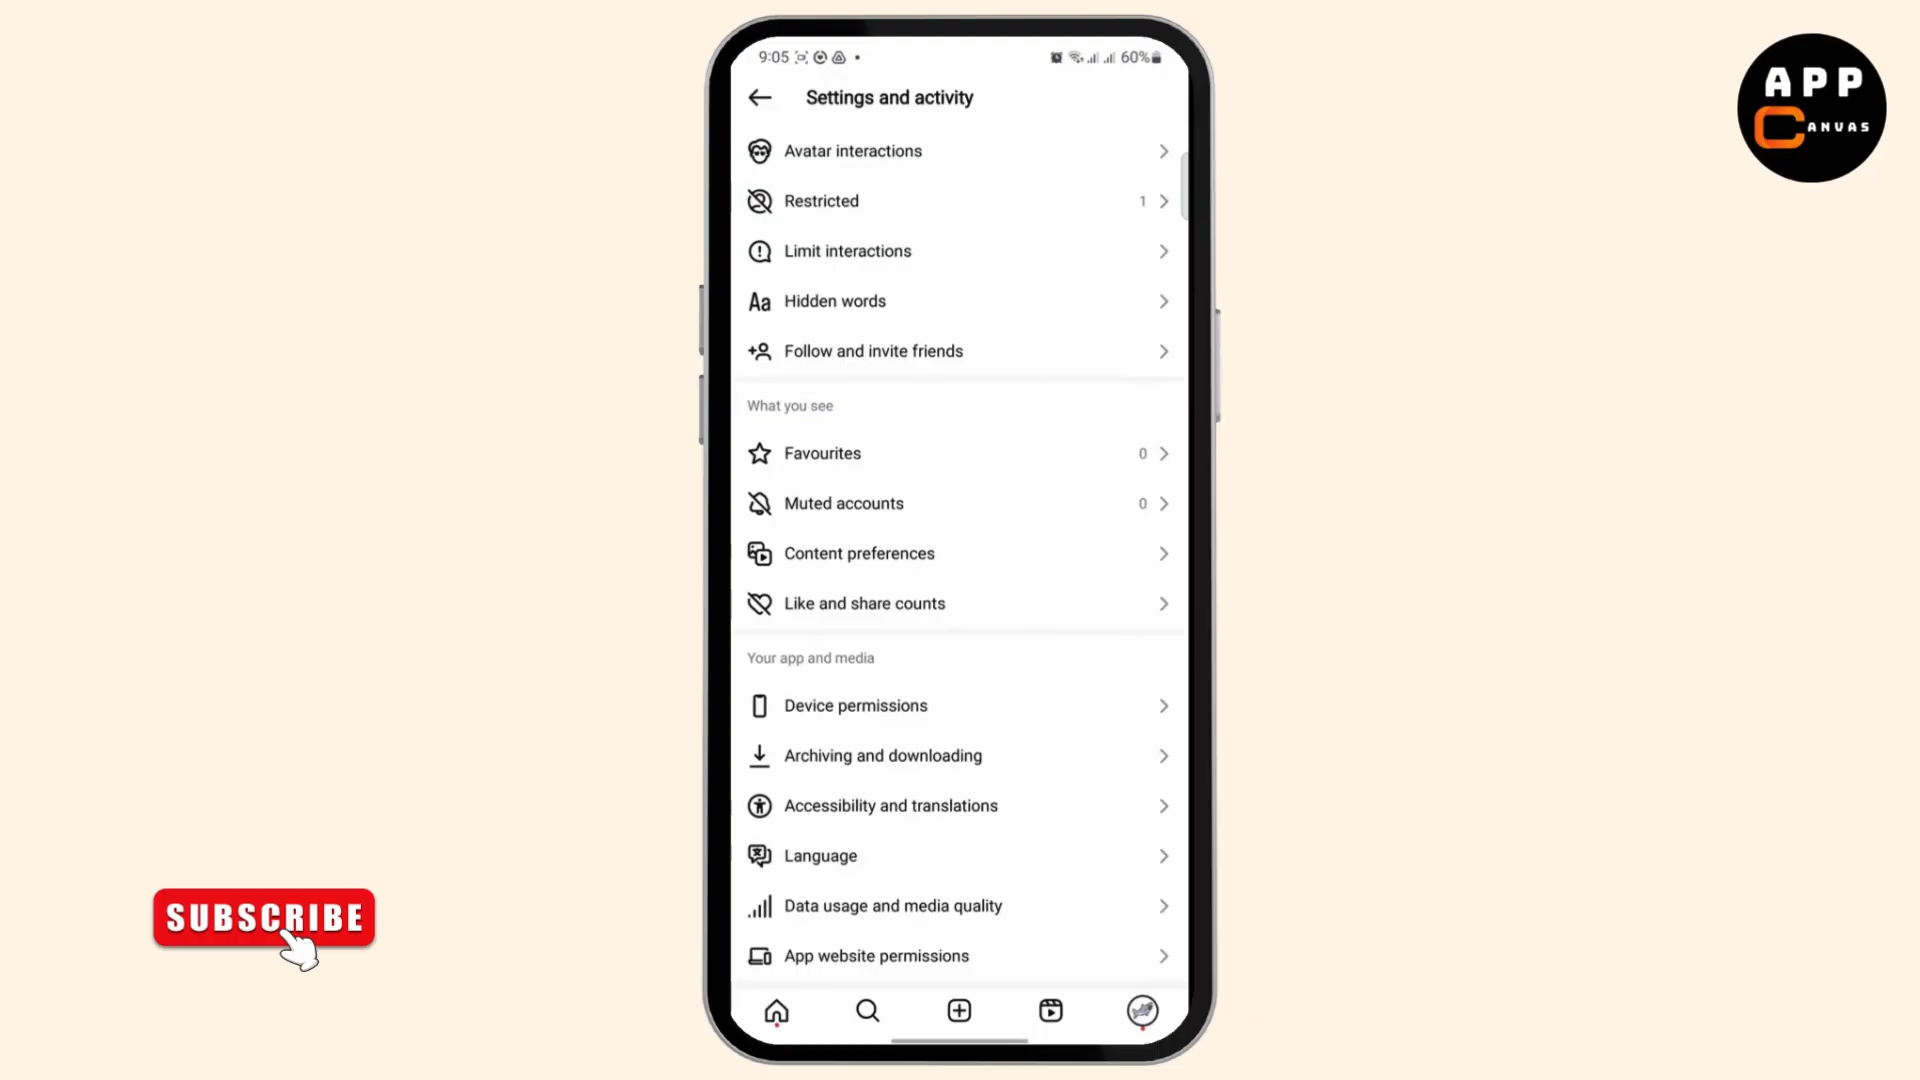 9:05
60%
Settings and activity
Avatar interactions
Restricted 1
Limit interactions
Aa Hidden words
Follow and invite friends
What you see
Favourites 0
Muted accounts 0
Content preferences
Like and share counts
Your app and media
Device permissions
Archiving and downloading
Accessibility and translations
Language
Data usage and media quality
App website permissions
APP
CANVAS
SUBSCRIBE